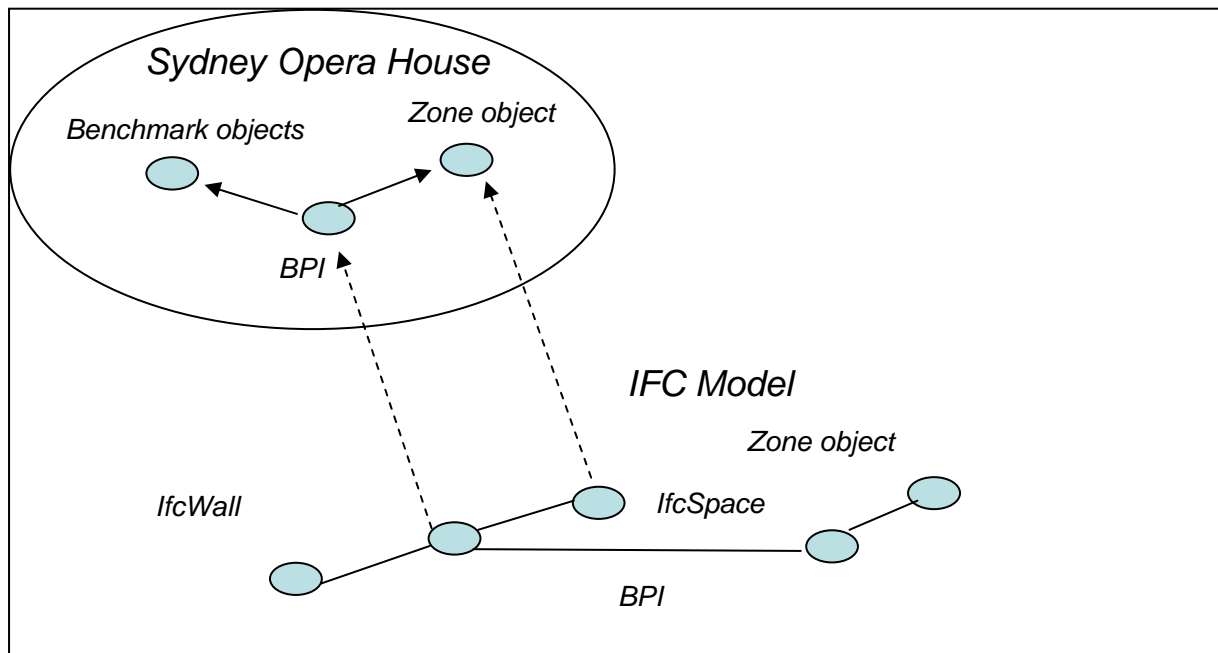 Sydney Opera House
Zone object
Benchmark objects
BPI
IFC Model
Zone object
IfcWall
IfcSpace
BPI